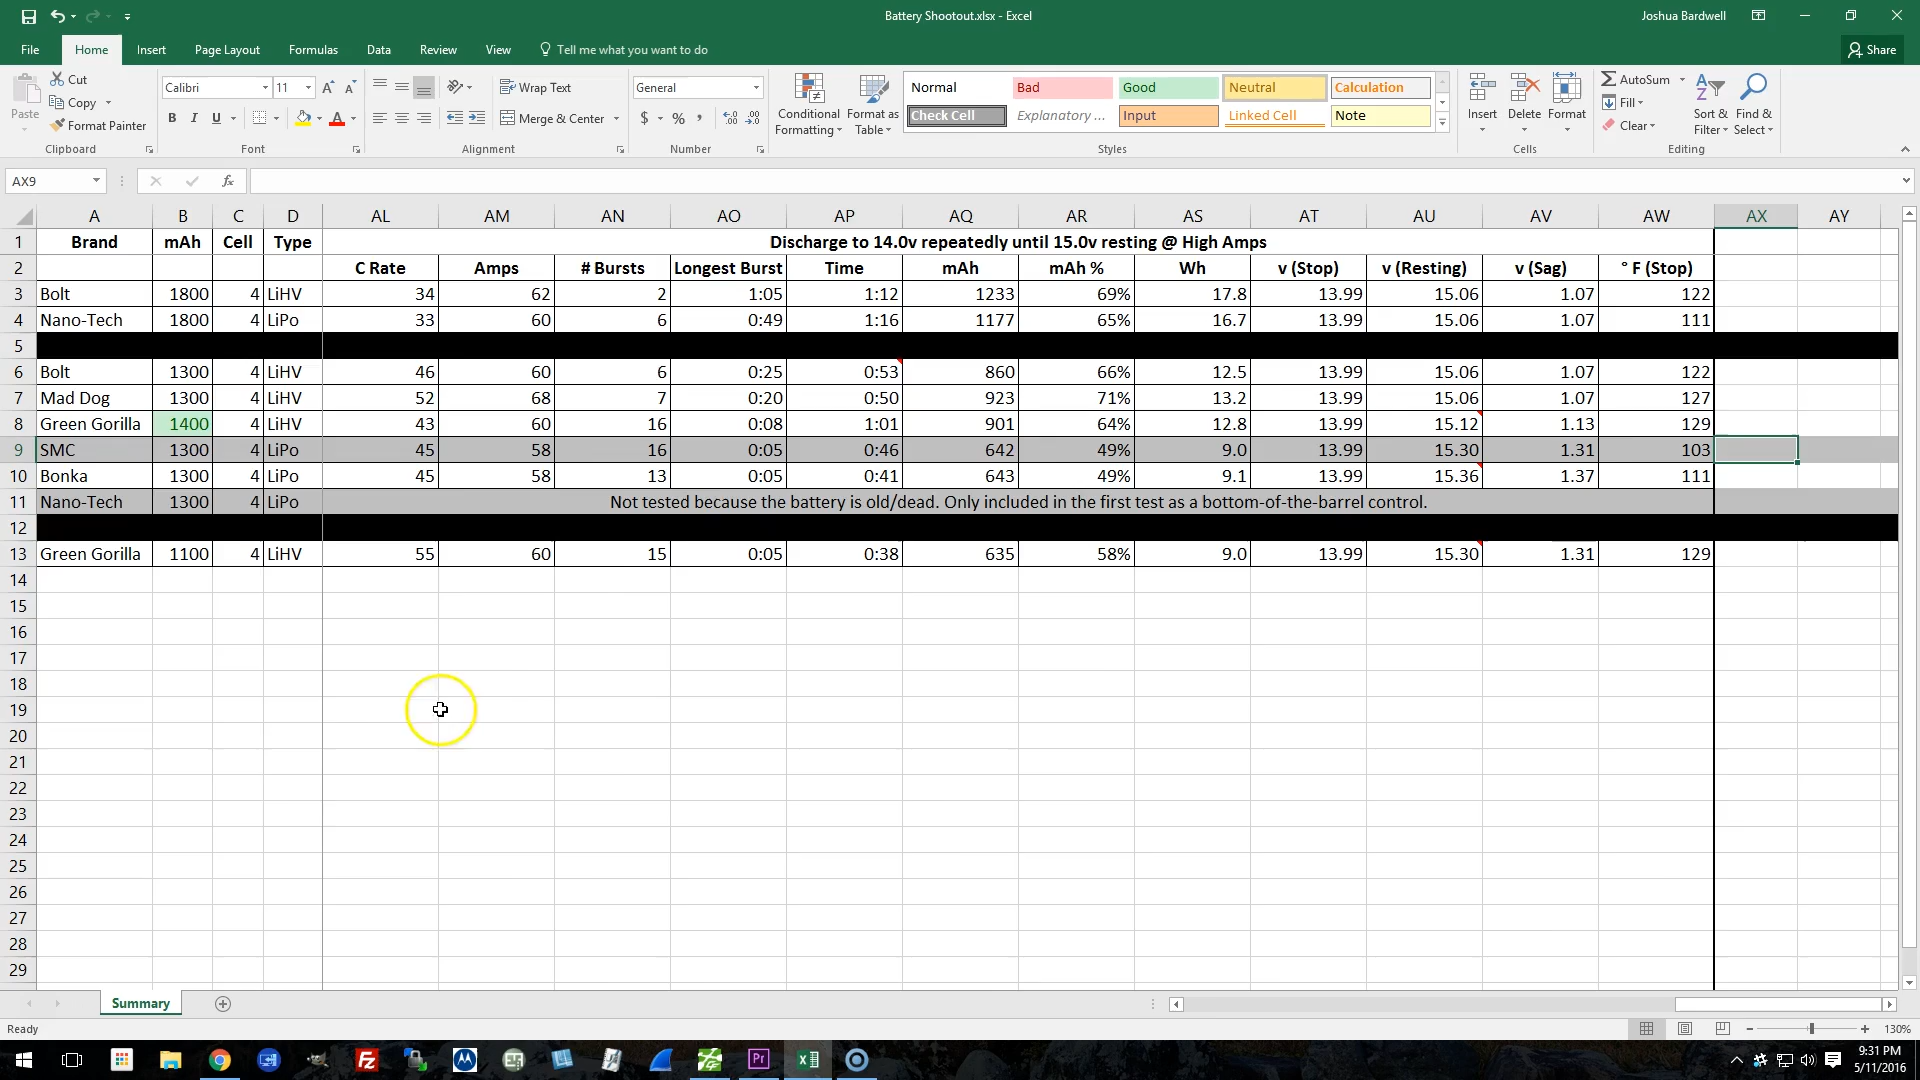 Battery Shootout.xlsx - Excel
Joshua Bardwell
File Home Insert Page Layout Formulas Data Review View Tell me what you want to do Share
Paste Cut Copy Format Painter Clipboard
Calibri 11 A A B I U A Font
Wrap Text Merge & Center Alignment
General $ % , Number
Conditional Formatting Format as Table
Normal Bad Good Neutral Calculation
Check Cell Explanatory ... Input Linked Cell Note
Styles
Insert Delete Format Cells
AutoSum Fill Clear Sort & Filter Find & Select Editing
AX9 fx
A B C D AL AM AN AO AP AQ AR AS AT AU AV AW AX AY
1 Brand mAh Cell Type Discharge to 14.0v repeatedly until 15.0v resting @ High Amps
2 C Rate Amps # Bursts Longest Burst Time mAh mAh % Wh v (Stop) v (Resting) v (Sag) ° F (Stop)
3 Bolt 1800 4 LiHV 34 62 2 1:05 1:12 1233 69% 17.8 13.99 15.06 1.07 122
4 Nano-Tech 1800 4 LiPo 33 60 6 0:49 1:16 1177 65% 16.7 13.99 15.06 1.07 111
5
6 Bolt 1300 4 LiHV 46 60 6 0:25 0:53 860 66% 12.5 13.99 15.06 1.07 122
7 Mad Dog 1300 4 LiHV 52 68 7 0:20 0:50 923 71% 13.2 13.99 15.06 1.07 127
8 Green Gorilla 1400 4 LiHV 43 60 16 0:08 1:01 901 64% 12.8 13.99 15.12 1.13 129
9 SMC 1300 4 LiPo 45 58 16 0:05 0:46 642 49% 9.0 13.99 15.30 1.31 103
10 Bonka 1300 4 LiPo 45 58 13 0:05 0:41 643 49% 9.1 13.99 15.36 1.37 111
11 Nano-Tech 1300 4 LiPo Not tested because the battery is old/dead. Only included in the first test as a bottom-of-the-barrel control.
12
13 Green Gorilla 1100 4 LiHV 55 60 15 0:05 0:38 635 58% 9.0 13.99 15.30 1.31 129
14
15
16
17
18
19
20
21
22
23
24
25
26
27
28
29
Summary
Ready 130%
9:31 PM
5/11/2016